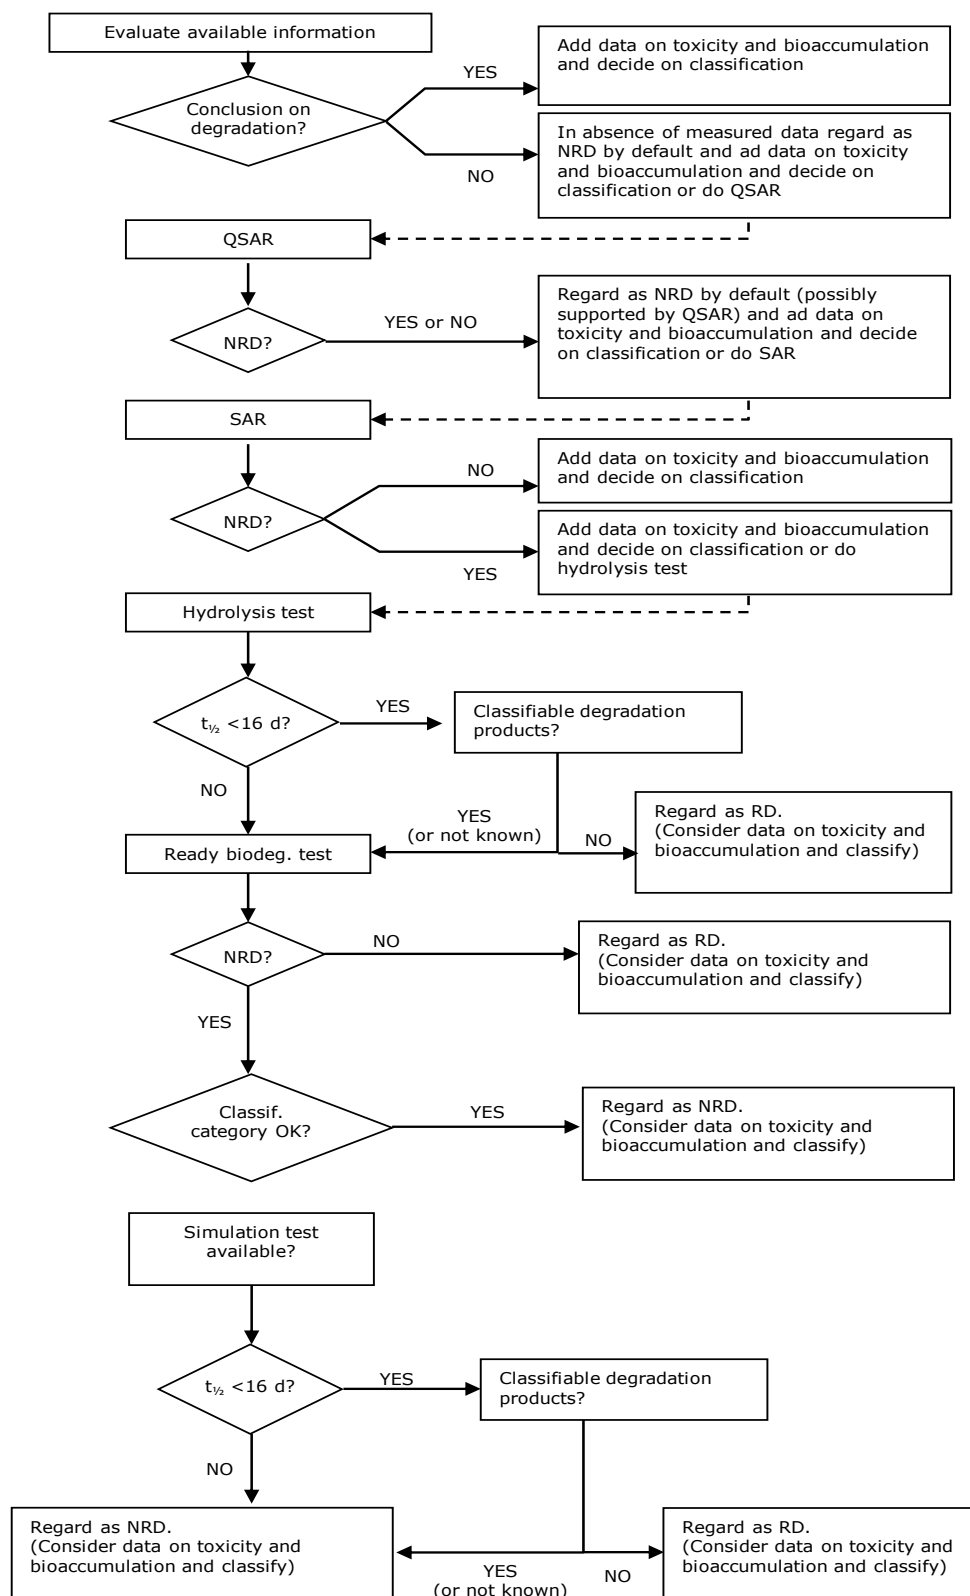 Evaluate available information
Conclusion on
degradation?
YES
Add data on toxicity and bioaccumulation
and decide on classification
NO
In absence of measured data regard as
NRD by default and ad data on toxicity
and bioaccumulation and decide on
classification or do QSAR
QSAR
NRD?
YES or NO
Regard as NRD by default (possibly
supported by QSAR) and ad data on
toxicity and bioaccumulation and decide
on classification or do SAR
SAR
NRD?
NO
Add data on toxicity and bioaccumulation
and decide on classification
YES
Add data on toxicity and bioaccumulation
and decide on classification or do
hydrolysis test
Hydrolysis test
t½ <16 d?
YES
Classifiable degradation
products?
NO
YES
(or not known)
NO
Regard as RD.
(Consider data on toxicity and
bioaccumulation and classify)
Ready biodeg. test
NRD?
NO
Regard as RD.
(Consider data on toxicity and
bioaccumulation and classify)
YES
Classif.
category OK?
YES
Regard as NRD.
(Consider data on toxicity and
bioaccumulation and classify)
Simulation test
available?
t½ <16 d?
YES
Classifiable degradation
products?
NO
Regard as NRD.
(Consider data on toxicity and
bioaccumulation and classify)
YES
(or not known)
NO
Regard as RD.
(Consider data on toxicity and
bioaccumulation and classify)